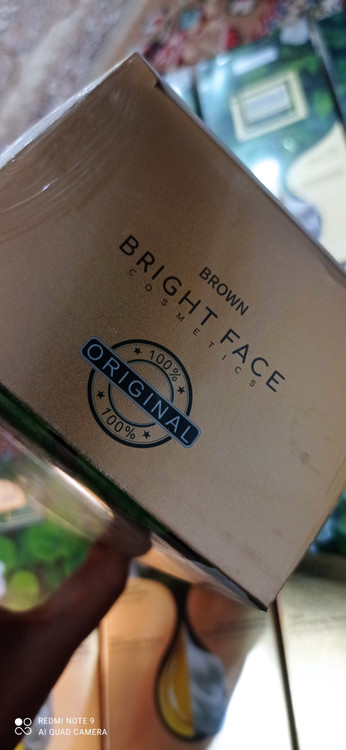 BROWN
BRIGHT FACE
COSMETICS
100%
ORIGINAL
100%
REDMI NOTE 9
AI QUAD CAMERA